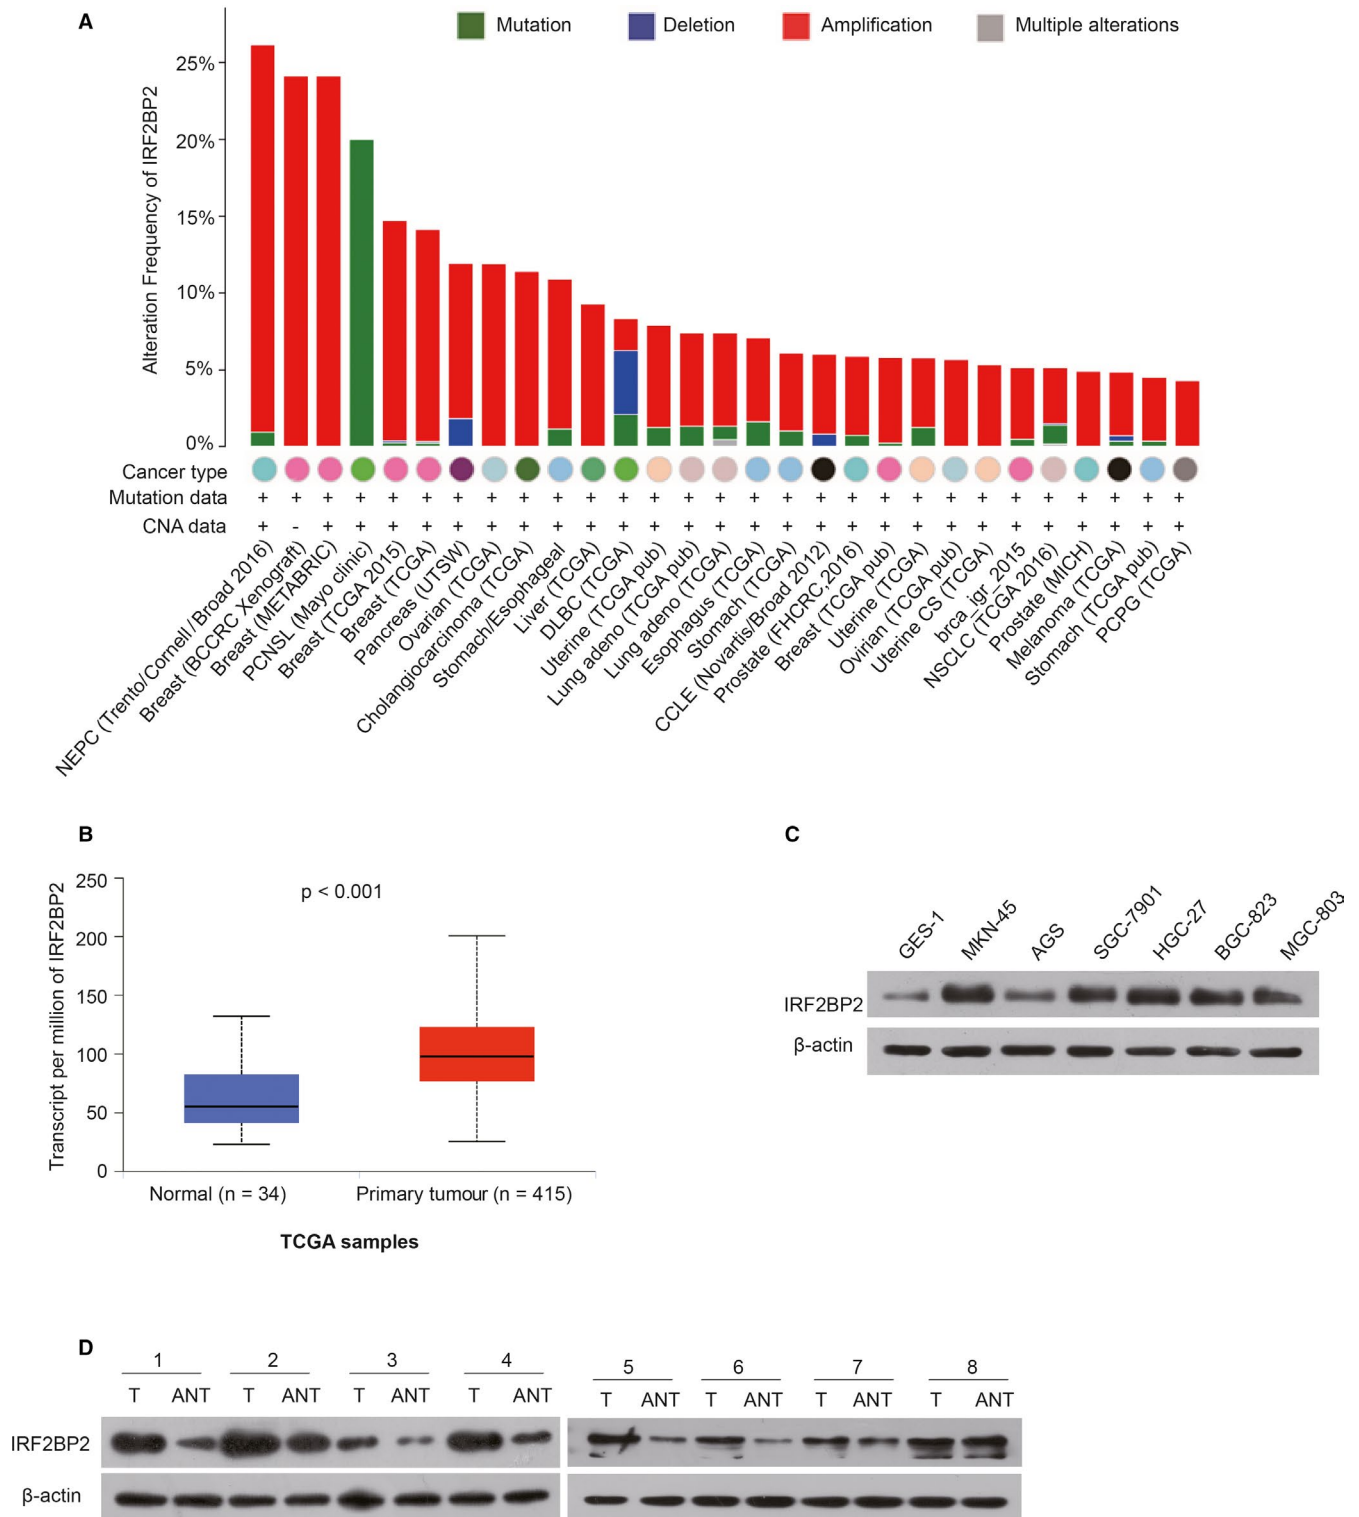 A
Mutation Deletion Amplification Multiple alterations
Alteration Frequency of IRF2BP2
25%
20%
15%
10%
5%
0%
Cancer type
Mutation data + + + + + + + + + + + + + + + + + + + + + + + + + + + + +
CNA data + - + + + + + + + + + + + + + + + + + + + + + + + + + + +
NEPC (Trento/Cornell/Broad 2016)
Breast (BCCRC Xenograft)
Breast (METABRIC)
PCNSL (Mayo clinic)
Breast (TCGA 2015)
Breast (TCGA)
Pancreas (UTSW)
Ovarian (TCGA)
Cholangiocarcinoma (TCGA)
Stomach/Esophageal
Liver (TCGA)
DLBC (TCGA)
Uterine (TCGA pub)
Lung adeno (TCGA pub)
Lung adeno (TCGA)
Esophagus (TCGA)
Stomach (TCGA)
CCLE (Novartis/Broad 2012)
Prostate (FHCRC,2016)
Breast (TCGA pub)
Uterine (TCGA)
Ovirian (TCGA pub)
Uterine CS (TCGA)
brca_igr_2015
NSCLC (TCGA 2016)
Prostate (MICH)
Melanoma (TCGA)
Stomach (TCGA pub)
PCPG (TCGA)
B
Transcript per million of IRF2BP2
250
200
150
100
50
0
p < 0.001
Normal (n = 34) Primary tumour (n = 415)
TCGA samples
C
GES-1 MKN-45 AGS SGC-7901 HGC-27 BGC-823 MGC-803
IRF2BP2
β-actin
D
1 2 3 4 5 6 7 8
T ANT T ANT T ANT T ANT T ANT T ANT T ANT T ANT
IRF2BP2
β-actin